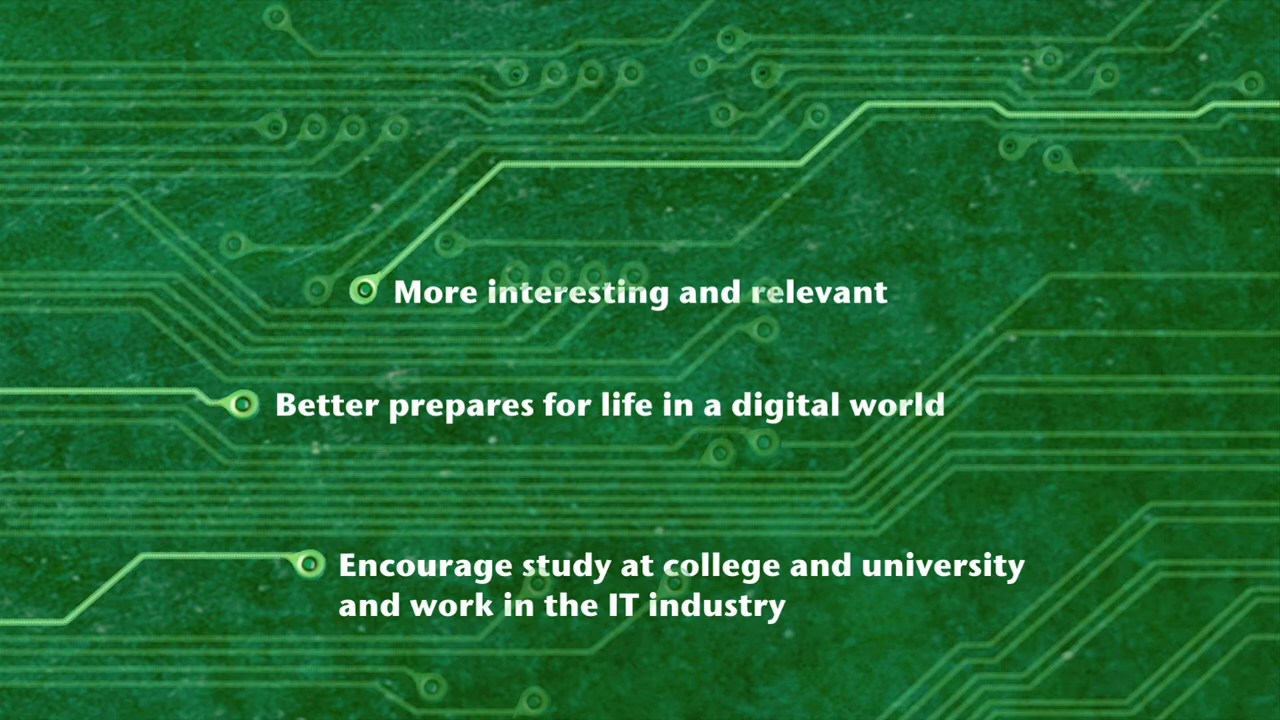 More interesting and relevant
Better prepares for life in a digital world
Encourage study at college and university
and work in the IT industry